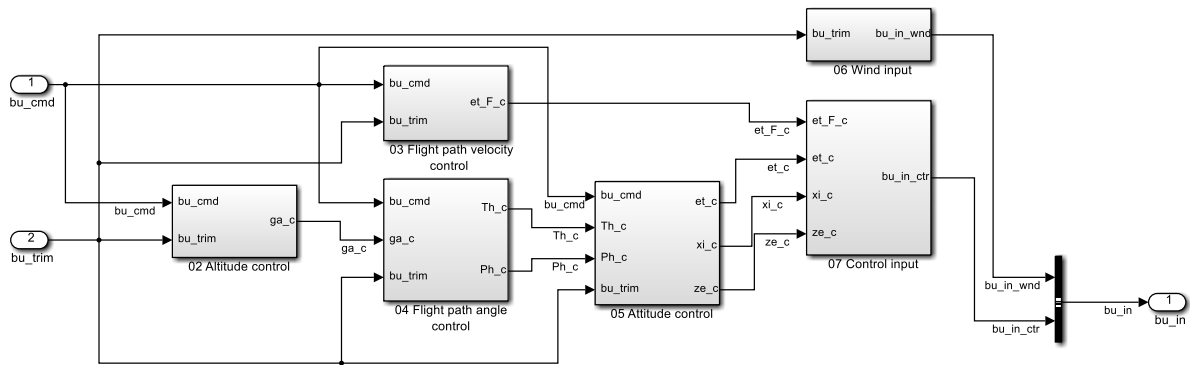 1
bu_cmd
2
bu_trim
bu_cmd
bu_cmd
bu_trim
ga_c
02 Altitude control
ga_c
bu_cmd
bu_trim
et_F_c
03 Flight path velocity
control
bu_cmd
ga_c
bu_trim
Th_c
Ph_c
04 Flight path angle
control
bu_cmd
Th_c
Ph_c
bu_cmd
Th_c
Ph_c
bu_trim
et_c
xi_c
ze_c
05 Attitude control
bu_trim
bu_in_wnd
06 Wind input
et_F_c
et_c
xi_c
ze_c
et_F_c
et_c
xi_c
ze_c
bu_in_ctr
07 Control input
bu_in_wnd
bu_in_ctr
bu_in
1
bu_in